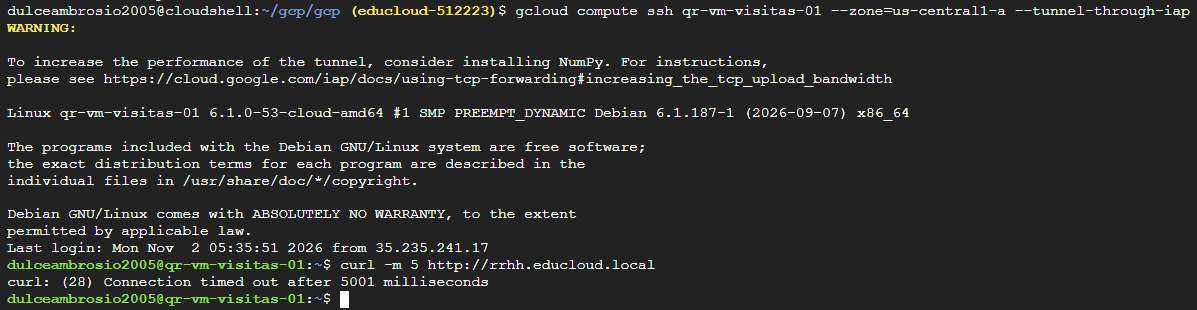 dulceambrosio2005@cloudshell:~/gcp/gcp (educloud-512223)$ gcloud compute ssh qr-vm-visitas-01 --zone=us-central1-a --tunnel-through-iap
WARNING:
To increase the performance of the tunnel, consider installing NumPy. For instructions,
please see https://cloud.google.com/iap/docs/using-tcp-forwarding#increasing_the_tcp_upload_bandwidth
Linux qr-vm-visitas-01 6.1.0-53-cloud-amd64 #1 SMP PREEMPT_DYNAMIC Debian 6.1.187-1 (2026-09-07) x86_64
The programs included with the Debian GNU/Linux system are free software;
the exact distribution terms for each program are described in the
individual files in /usr/share/doc/*/copyright.
Debian GNU/Linux comes with ABSOLUTELY NO WARRANTY, to the extent
permitted by applicable law.
Last login: Mon Nov  2 05:35:51 2026 from 35.235.241.17
dulceambrosio2005@qr-vm-visitas-01:~$ curl -m 5 http://rrhh.educloud.local
curl: (28) Connection timed out after 5001 milliseconds
dulceambrosio2005@qr-vm-visitas-01:~$